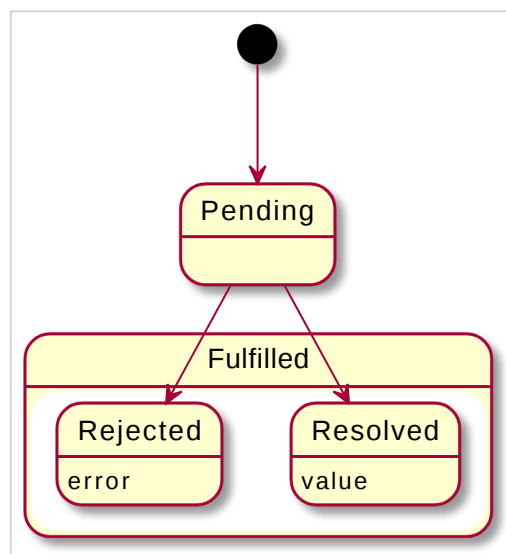 Pending
Fulfilled
Rejected
Resolved
error
value